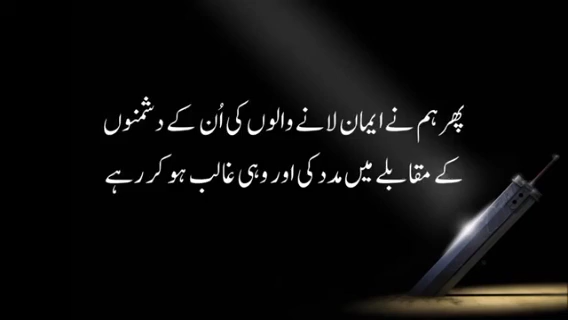 پھر ہم نے ایمان لانے والوں کی اُن کے دشمنوں
کے مقابلے میں مدد کی اور وہی غالب ہو کر رہے